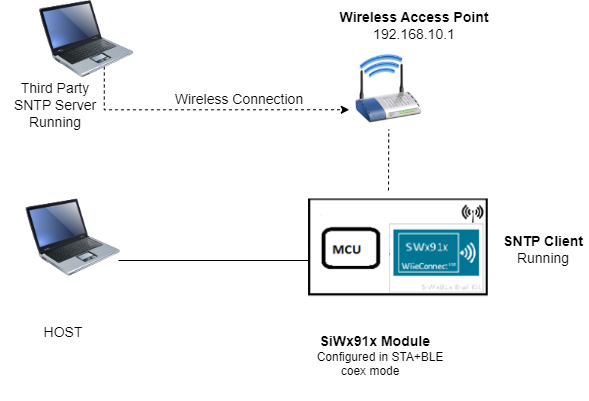 Wireless Access Point
192.168.10.1
Third Party
SNTP Server
Running
Wireless Connection
MCU
SWx91x
WiieConnect
SNTP Client
Running
HOST
SiWx91x Module
Configured in STA+BLE
coex mode